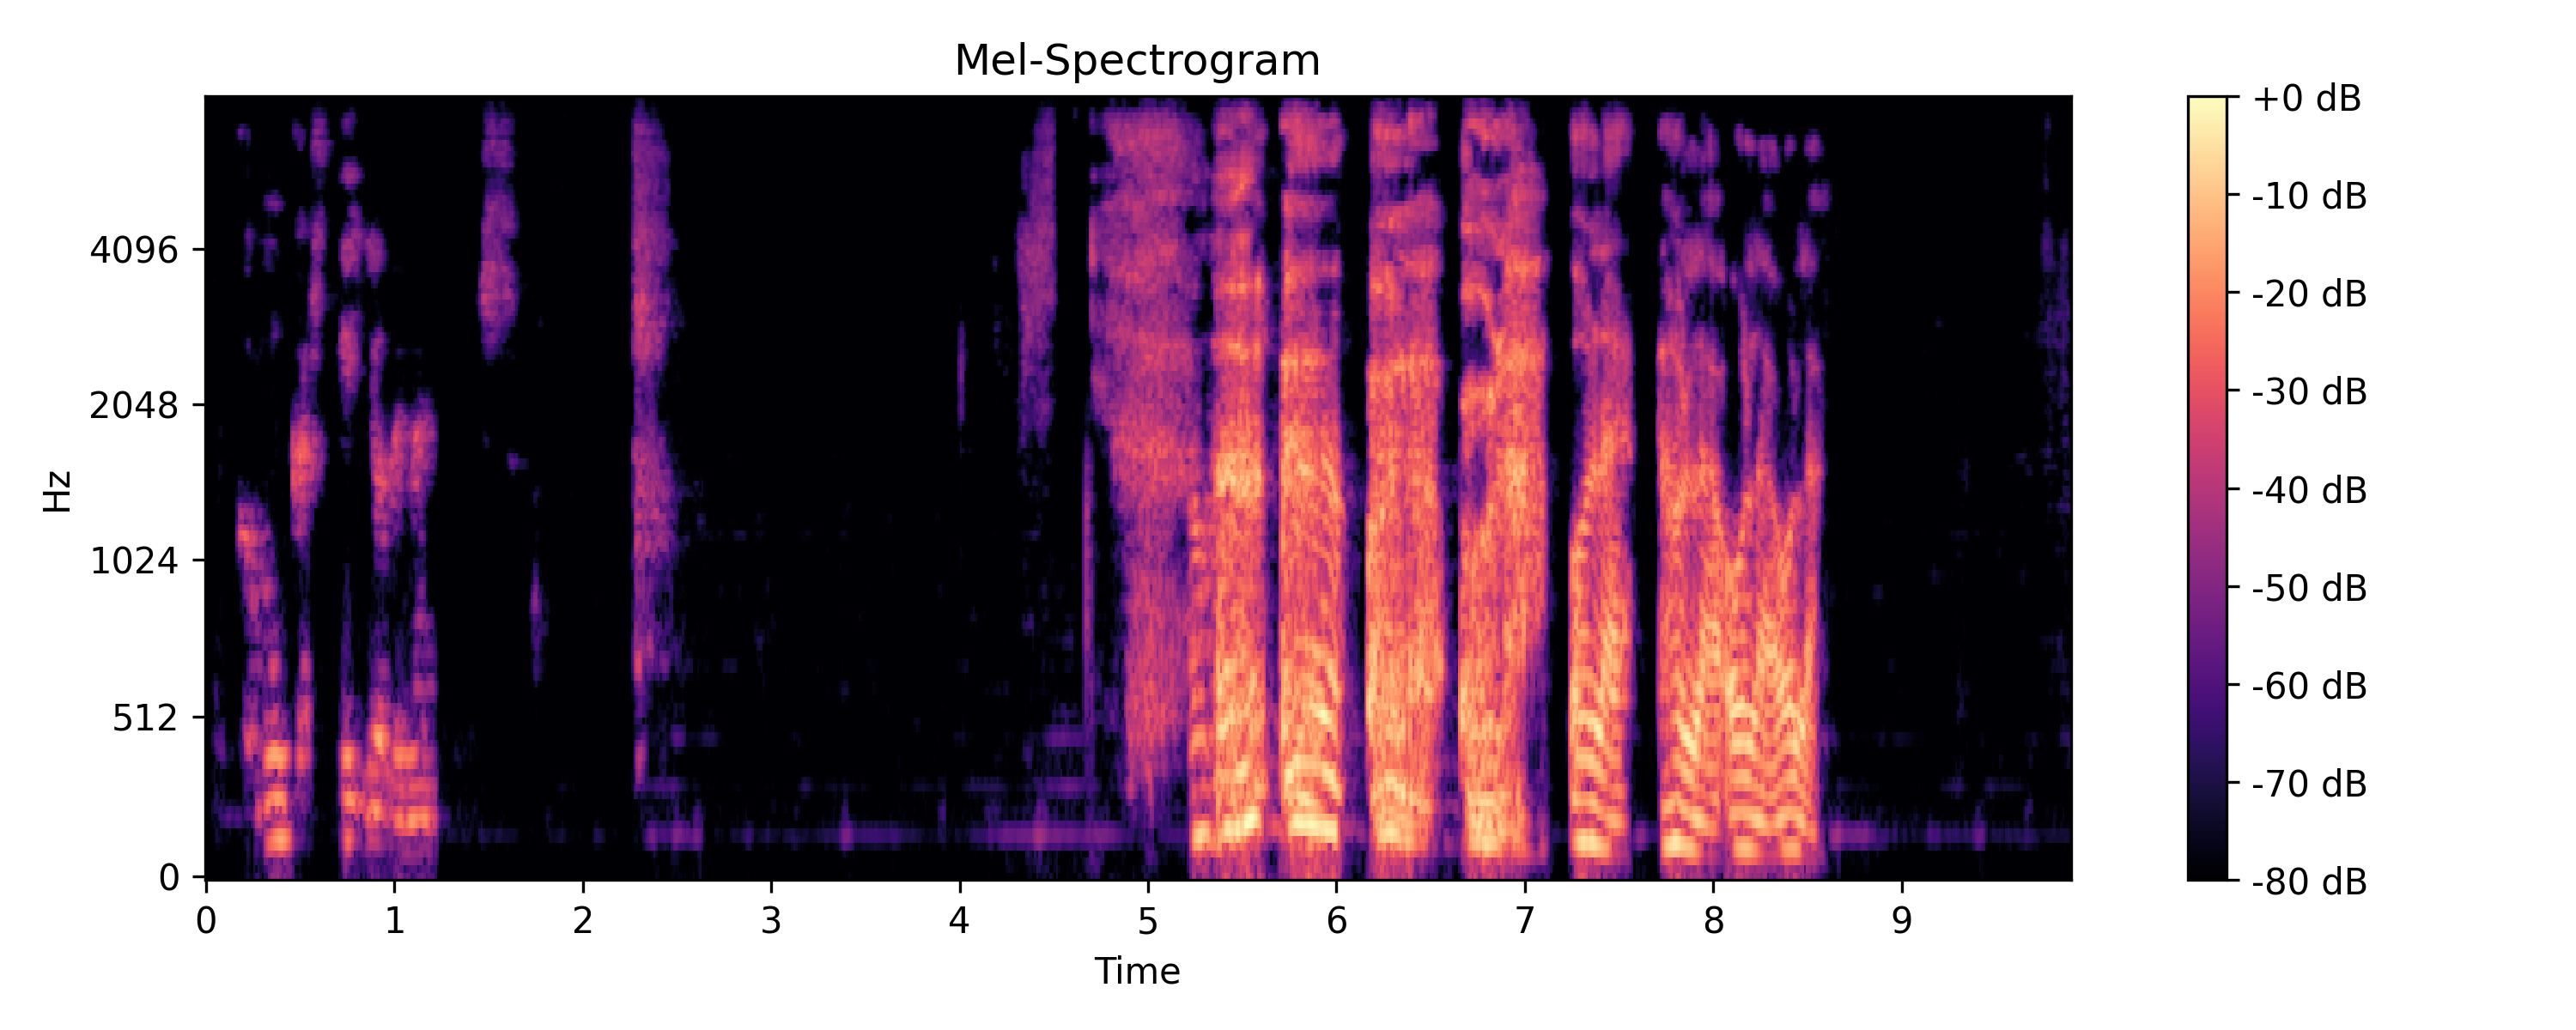 Mel-Spectrogram
Hz
4096
2048
1024
512
0
0 1 2 3 4 5 6 7 8 9
Time
+0 dB
-10 dB
-20 dB
-30 dB
-40 dB
-50 dB
-60 dB
-70 dB
-80 dB